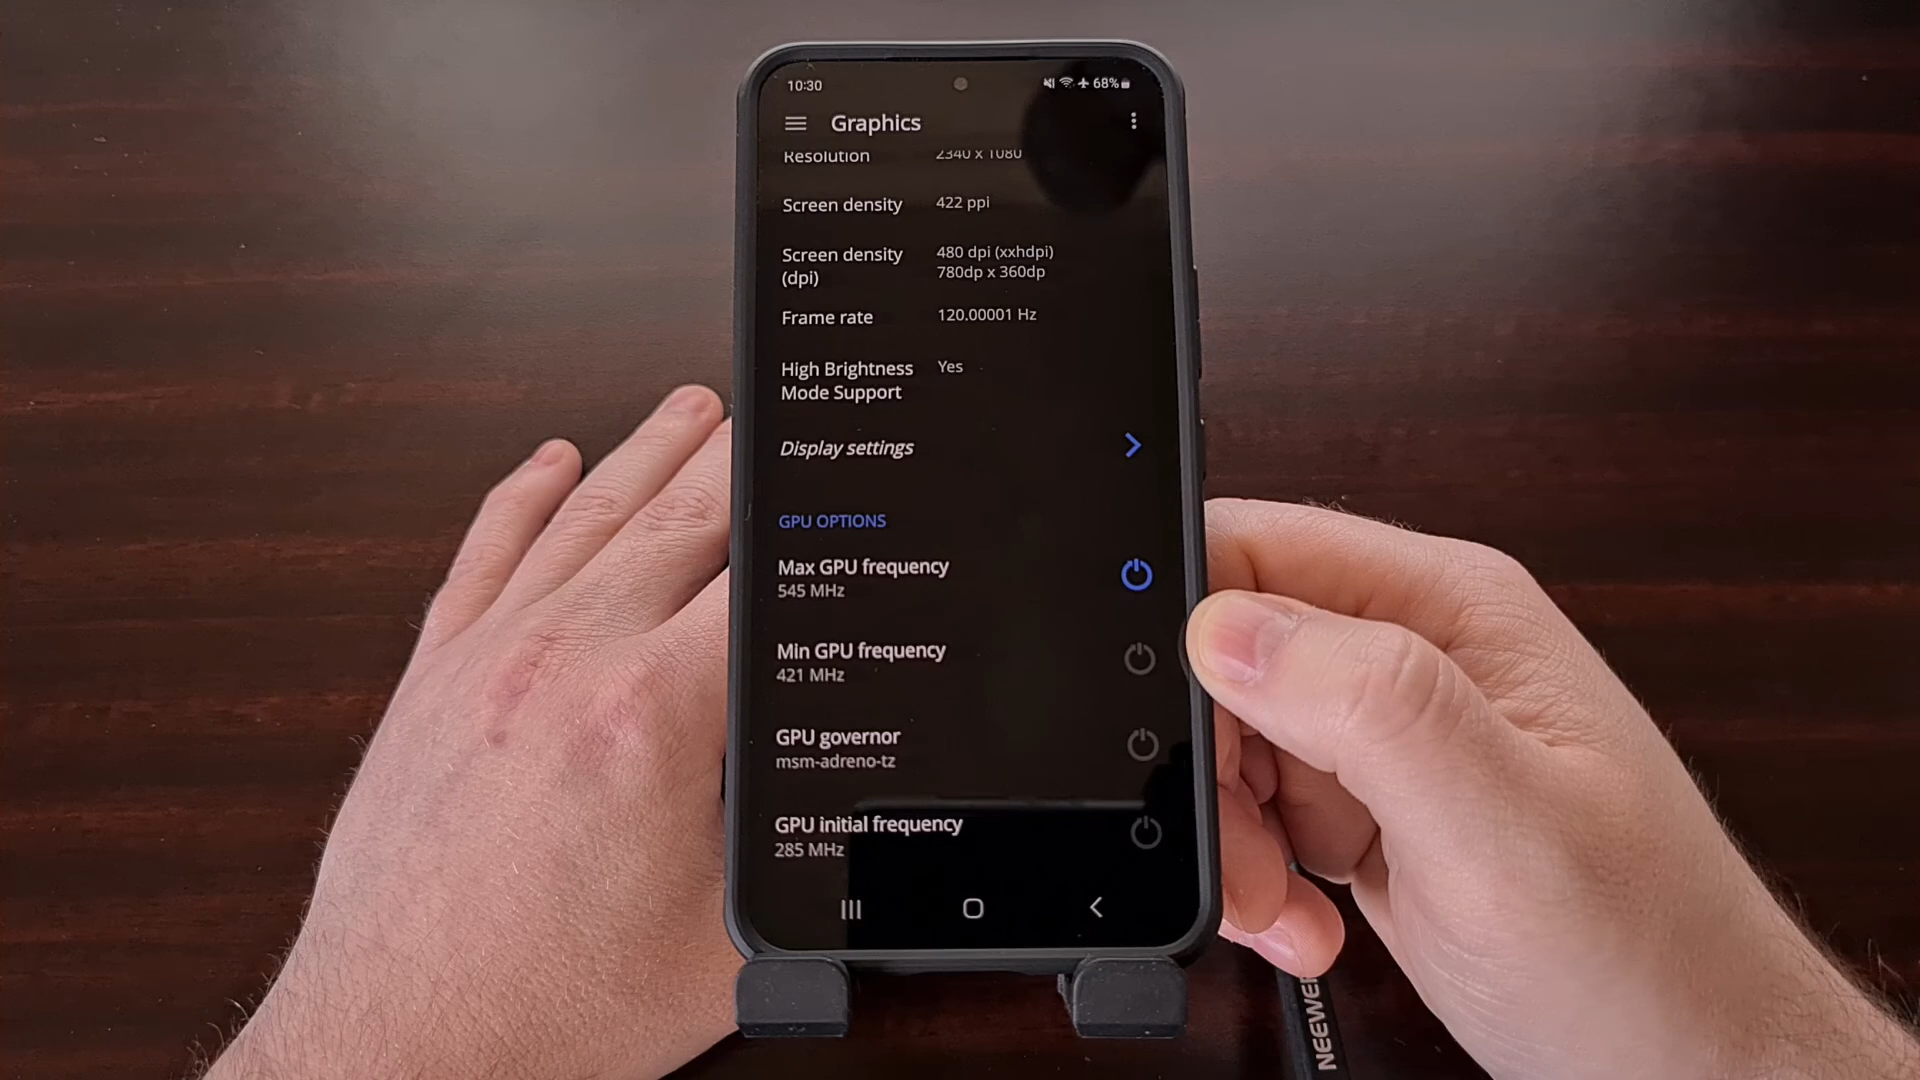 10:30 68%
Graphics
Resolution 2340 x 1080
Screen density 422 ppi
Screen density 480 dpi (xxhdpi)
(dpi) 780dp x 360dp
Frame rate 120.00001 Hz
High Brightness Yes
Mode Support
Display settings
GPU OPTIONS
Max GPU frequency
545 MHz
Min GPU frequency
421 MHz
GPU governor
msm-adreno-tz
GPU initial frequency
285 MHz
NEEWER